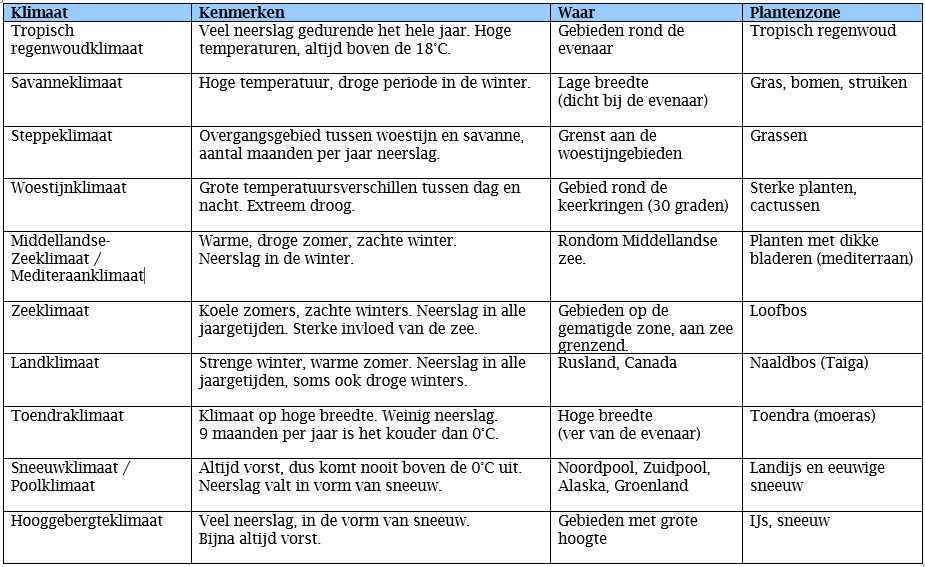 Klimaat Kenmerken Waar Plantenzone
Tropisch regenwoudklimaat
Veel neerslag gedurende het hele jaar. Hoge
temperaturen, altijd boven de 18°C.
Gebieden rond de
evenaar
Tropisch regenwoud
Savanneklimaat
Hoge temperatuur, droge periode in de winter.
Lage breedte
(dicht bij de evenaar)
Gras, bomen, struiken
Steppeklimaat
Overgangsgebied tussen woestijn en savanne,
aantal maanden per jaar neerslag.
Grenst aan de
woestijngebieden
Grassen
Woestijnklimaat
Grote temperatuursverschillen tussen dag en
nacht. Extreem droog.
Gebied rond de
keerkringen (30 graden)
Sterke planten,
cactussen
Middellandse-
Zeeklimaat /
Mediteraanklimaat
Warme, droge zomer, zachte winter.
Neerslag in de winter.
Rondom Middellandse
zee.
Planten met dikke
bladeren (mediterraan)
Zeeklimaat
Koele zomers, zachte winters. Neerslag in alle
jaargetijden. Sterke invloed van de zee.
Gebieden op de
gematigde zone, aan zee
grenzend.
Loofbos
Landklimaat
Strenge winter, warme zomer. Neerslag in alle
jaargetijden, soms ook droge winters.
Rusland, Canada
Naaldbos (Taiga)
Toendraklimaat
Klimaat op hoge breedte. Weinig neerslag.
9 maanden per jaar is het kouder dan 0°C.
Hoge breedte
(ver van de evenaar)
Toendra (moeras)
Sneeuwklimaat /
Poolklimaat
Altijd vorst, dus komt nooit boven de 0°C uit.
Neerslag valt in vorm van sneeuw.
Noordpool, Zuidpool,
Alaska, Groenland
Landijs en eeuwige
sneeuw
Hooggebergteklimaat
Veel neerslag, in de vorm van sneeuw.
Bijna altijd vorst.
Gebieden met grote
hoogte
IJs, sneeuw